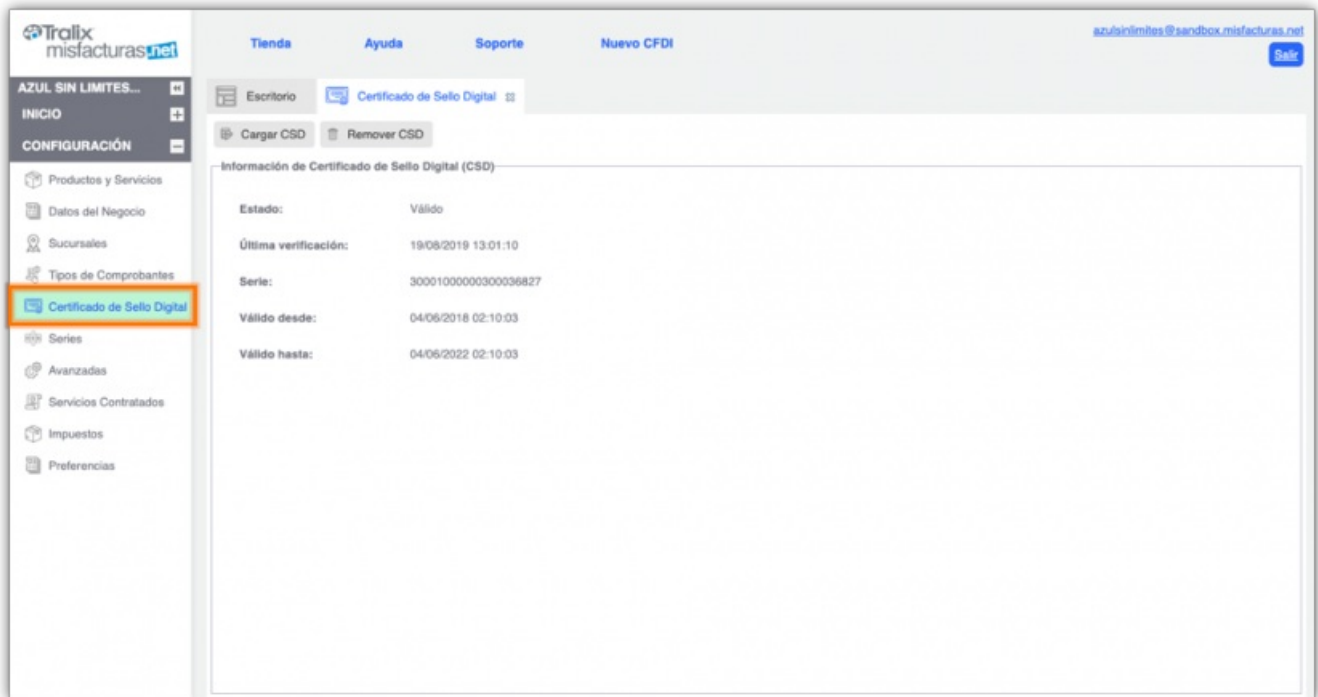 Tralix
misfacturas.net
Tienda
Ayuda
Soporte
Nuevo CFDI
azulsinlimites@sandbox.misfacturas.net
Salir
AZUL SIN LIMITES...
INICIO
CONFIGURACIÓN
Productos y Servicios
Datos del Negocio
Sucursales
Tipos de Comprobantes
Certificado de Sello Digital
Series
Avanzadas
Servicios Contratados
Impuestos
Preferencias
Escritorio
Certificado de Sello Digital
Cargar CSD
Remover CSD
Información de Certificado de Sello Digital (CSD)
Estado: Válido
Última verificación: 19/08/2019 13:01:10
Serie: 30001000000300036827
Válido desde: 04/06/2018 02:10:03
Válido hasta: 04/06/2022 02:10:03